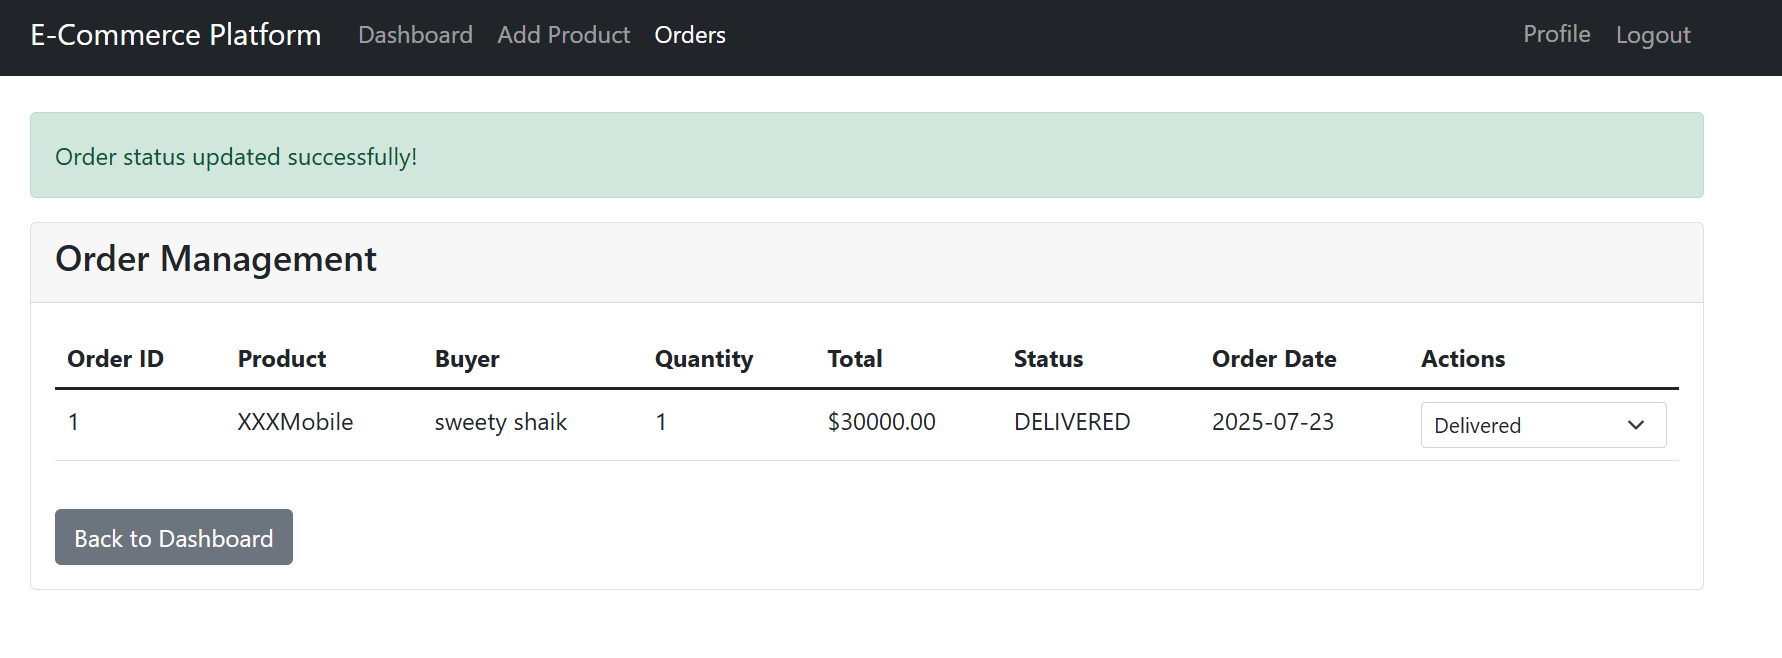 E-Commerce Platform Dashboard Add Product Orders Profile Logout
Order status updated successfully!
Order Management
Order ID Product Buyer Quantity Total Status Order Date Actions
1 XXXMobile sweety shaik 1 $30000.00 DELIVERED 2025-07-23 Delivered
Back to Dashboard